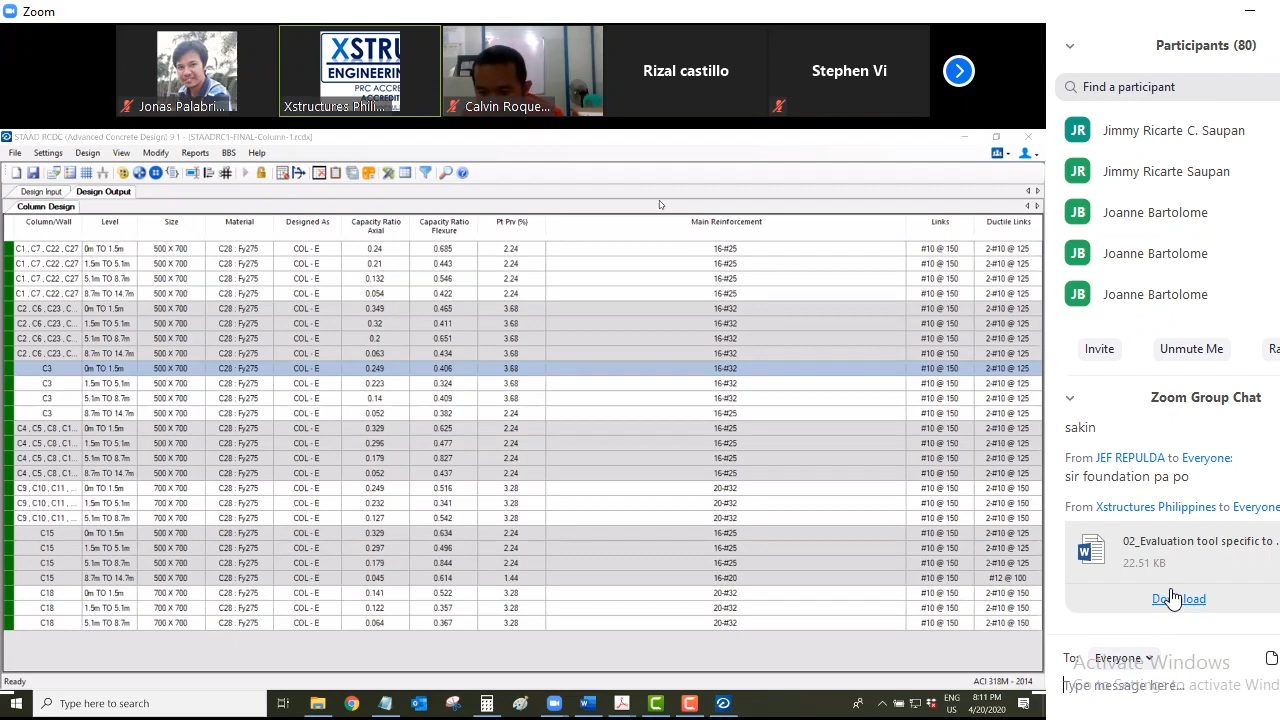 Zoom
XSTRU
ENGINEERING
PRC ACCR
ACCREDIT
Jonas Palabri...
Xstructures Phili...
Calvin Roque...
Rizal castillo
Stephen Vi
STAAD RCDC (Advanced Concrete Design) 9.1 - [STAADRC1-FINAL-Column-1.rcdx]
File Settings Design View Modify Reports BBS Help
Design Input Design Output
Column Design
Column/Wall Level Size Material Designed As Capacity Ratio Axial Capacity Ratio Flexure Pt Prv (%) Main Reinforcement Links Ductile Links
C1 , C7 , C22 , C27 0m TO 1.5m 500 X 700 C28 : Fy275 COL - E 0.24 0.685 2.24 16-#25 #10 @ 150 2-#10 @ 125
C1 , C7 , C22 , C27 1.5m TO 5.1m 500 X 700 C28 : Fy275 COL - E 0.21 0.443 2.24 16-#25 #10 @ 150 2-#10 @ 125
C1 , C7 , C22 , C27 5.1m TO 8.7m 500 X 700 C28 : Fy275 COL - E 0.132 0.546 2.24 16-#25 #10 @ 150 2-#10 @ 125
C1 , C7 , C22 , C27 8.7m TO 14.7m 500 X 700 C28 : Fy275 COL - E 0.054 0.422 2.24 16-#25 #10 @ 150 2-#10 @ 125
C2 , C6 , C23 , C... 0m TO 1.5m 500 X 700 C28 : Fy275 COL - E 0.349 0.465 3.68 16-#32 #10 @ 150 2-#10 @ 125
C2 , C6 , C23 , C... 1.5m TO 5.1m 500 X 700 C28 : Fy275 COL - E 0.32 0.411 3.68 16-#32 #10 @ 150 2-#10 @ 125
C2 , C6 , C23 , C... 5.1m TO 8.7m 500 X 700 C28 : Fy275 COL - E 0.2 0.651 3.68 16-#32 #10 @ 150 2-#10 @ 125
C2 , C6 , C23 , C... 8.7m TO 14.7m 500 X 700 C28 : Fy275 COL - E 0.063 0.434 3.68 16-#32 #10 @ 150 2-#10 @ 125
C3 0m TO 1.5m 500 X 700 C28 : Fy275 COL - E 0.249 0.406 3.68 16-#32 #10 @ 150 2-#10 @ 125
C3 1.5m TO 5.1m 500 X 700 C28 : Fy275 COL - E 0.223 0.324 3.68 16-#32 #10 @ 150 2-#10 @ 125
C3 5.1m TO 8.7m 500 X 700 C28 : Fy275 COL - E 0.14 0.409 3.68 16-#32 #10 @ 150 2-#10 @ 125
C3 8.7m TO 14.7m 500 X 700 C28 : Fy275 COL - E 0.052 0.382 2.24 16-#25 #10 @ 150 2-#10 @ 125
C4 , C5 , C8 , C1... 0m TO 1.5m 500 X 700 C28 : Fy275 COL - E 0.329 0.625 2.24 16-#25 #10 @ 150 2-#10 @ 125
C4 , C5 , C8 , C1... 1.5m TO 5.1m 500 X 700 C28 : Fy275 COL - E 0.296 0.477 2.24 16-#25 #10 @ 150 2-#10 @ 125
C4 , C5 , C8 , C1... 5.1m TO 8.7m 500 X 700 C28 : Fy275 COL - E 0.179 0.827 2.24 16-#25 #10 @ 150 2-#10 @ 125
C4 , C5 , C8 , C1... 8.7m TO 14.7m 500 X 700 C28 : Fy275 COL - E 0.052 0.437 2.24 16-#25 #10 @ 150 2-#10 @ 125
C9 , C10 , C11 , ... 0m TO 1.5m 700 X 700 C28 : Fy275 COL - E 0.249 0.516 3.28 20-#32 #10 @ 150 2-#10 @ 150
C9 , C10 , C11 , ... 1.5m TO 5.1m 700 X 700 C28 : Fy275 COL - E 0.232 0.341 3.28 20-#32 #10 @ 150 2-#10 @ 150
C9 , C10 , C11 , ... 5.1m TO 8.7m 700 X 700 C28 : Fy275 COL - E 0.127 0.542 3.28 20-#32 #10 @ 150 2-#10 @ 150
C15 0m TO 1.5m 500 X 700 C28 : Fy275 COL - E 0.329 0.634 2.24 16-#25 #10 @ 150 2-#10 @ 125
C15 1.5m TO 5.1m 500 X 700 C28 : Fy275 COL - E 0.297 0.496 2.24 16-#25 #10 @ 150 2-#10 @ 125
C15 5.1m TO 8.7m 500 X 700 C28 : Fy275 COL - E 0.179 0.844 2.24 16-#25 #10 @ 150 2-#10 @ 125
C15 8.7m TO 14.7m 500 X 700 C28 : Fy275 COL - E 0.045 0.614 1.44 16-#20 #10 @ 150 #12 @ 100
C18 0m TO 1.5m 700 X 700 C28 : Fy275 COL - E 0.141 0.522 3.28 20-#32 #10 @ 150 2-#10 @ 150
C18 1.5m TO 5.1m 700 X 700 C28 : Fy275 COL - E 0.122 0.357 3.28 20-#32 #10 @ 150 2-#10 @ 150
C18 5.1m TO 8.7m 700 X 700 C28 : Fy275 COL - E 0.064 0.367 3.28 20-#32 #10 @ 150 2-#10 @ 150
Ready ACI 318M - 2014
Type here to search
ENG
US
8:11 PM
4/20/2020
Participants (80)
Find a participant
JR Jimmy Ricarte C. Saupan
JR Jimmy Ricarte Saupan
JB Joanne Bartolome
JB Joanne Bartolome
JB Joanne Bartolome
Invite Unmute Me Ra
Zoom Group Chat
sakin
From JEF REPULDA to Everyone:
sir foundation pa po
From Xstructures Philippines to Everyone
02_Evaluation tool specific to ...
22.51 KB
Download
To: Everyone
Type message here...
Activate Windows
Go to Settings to activate Wind